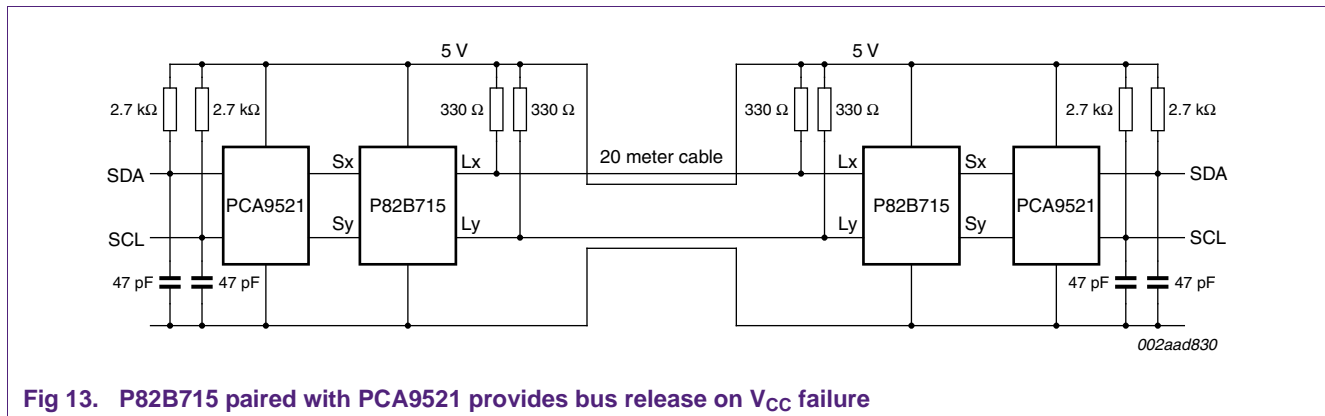 5 V 5 V
2.7 kΩ 2.7 kΩ 330 Ω 330 Ω 330 Ω 330 Ω 2.7 kΩ 2.7 kΩ
20 meter cable
SDA Sx Lx Lx Sx SDA
PCA9521 P82B715 P82B715 PCA9521
SCL Sy Ly Ly Sy SCL
47 pF 47 pF 47 pF 47 pF
002aad830
Fig 13. P82B715 paired with PCA9521 provides bus release on VCC failure